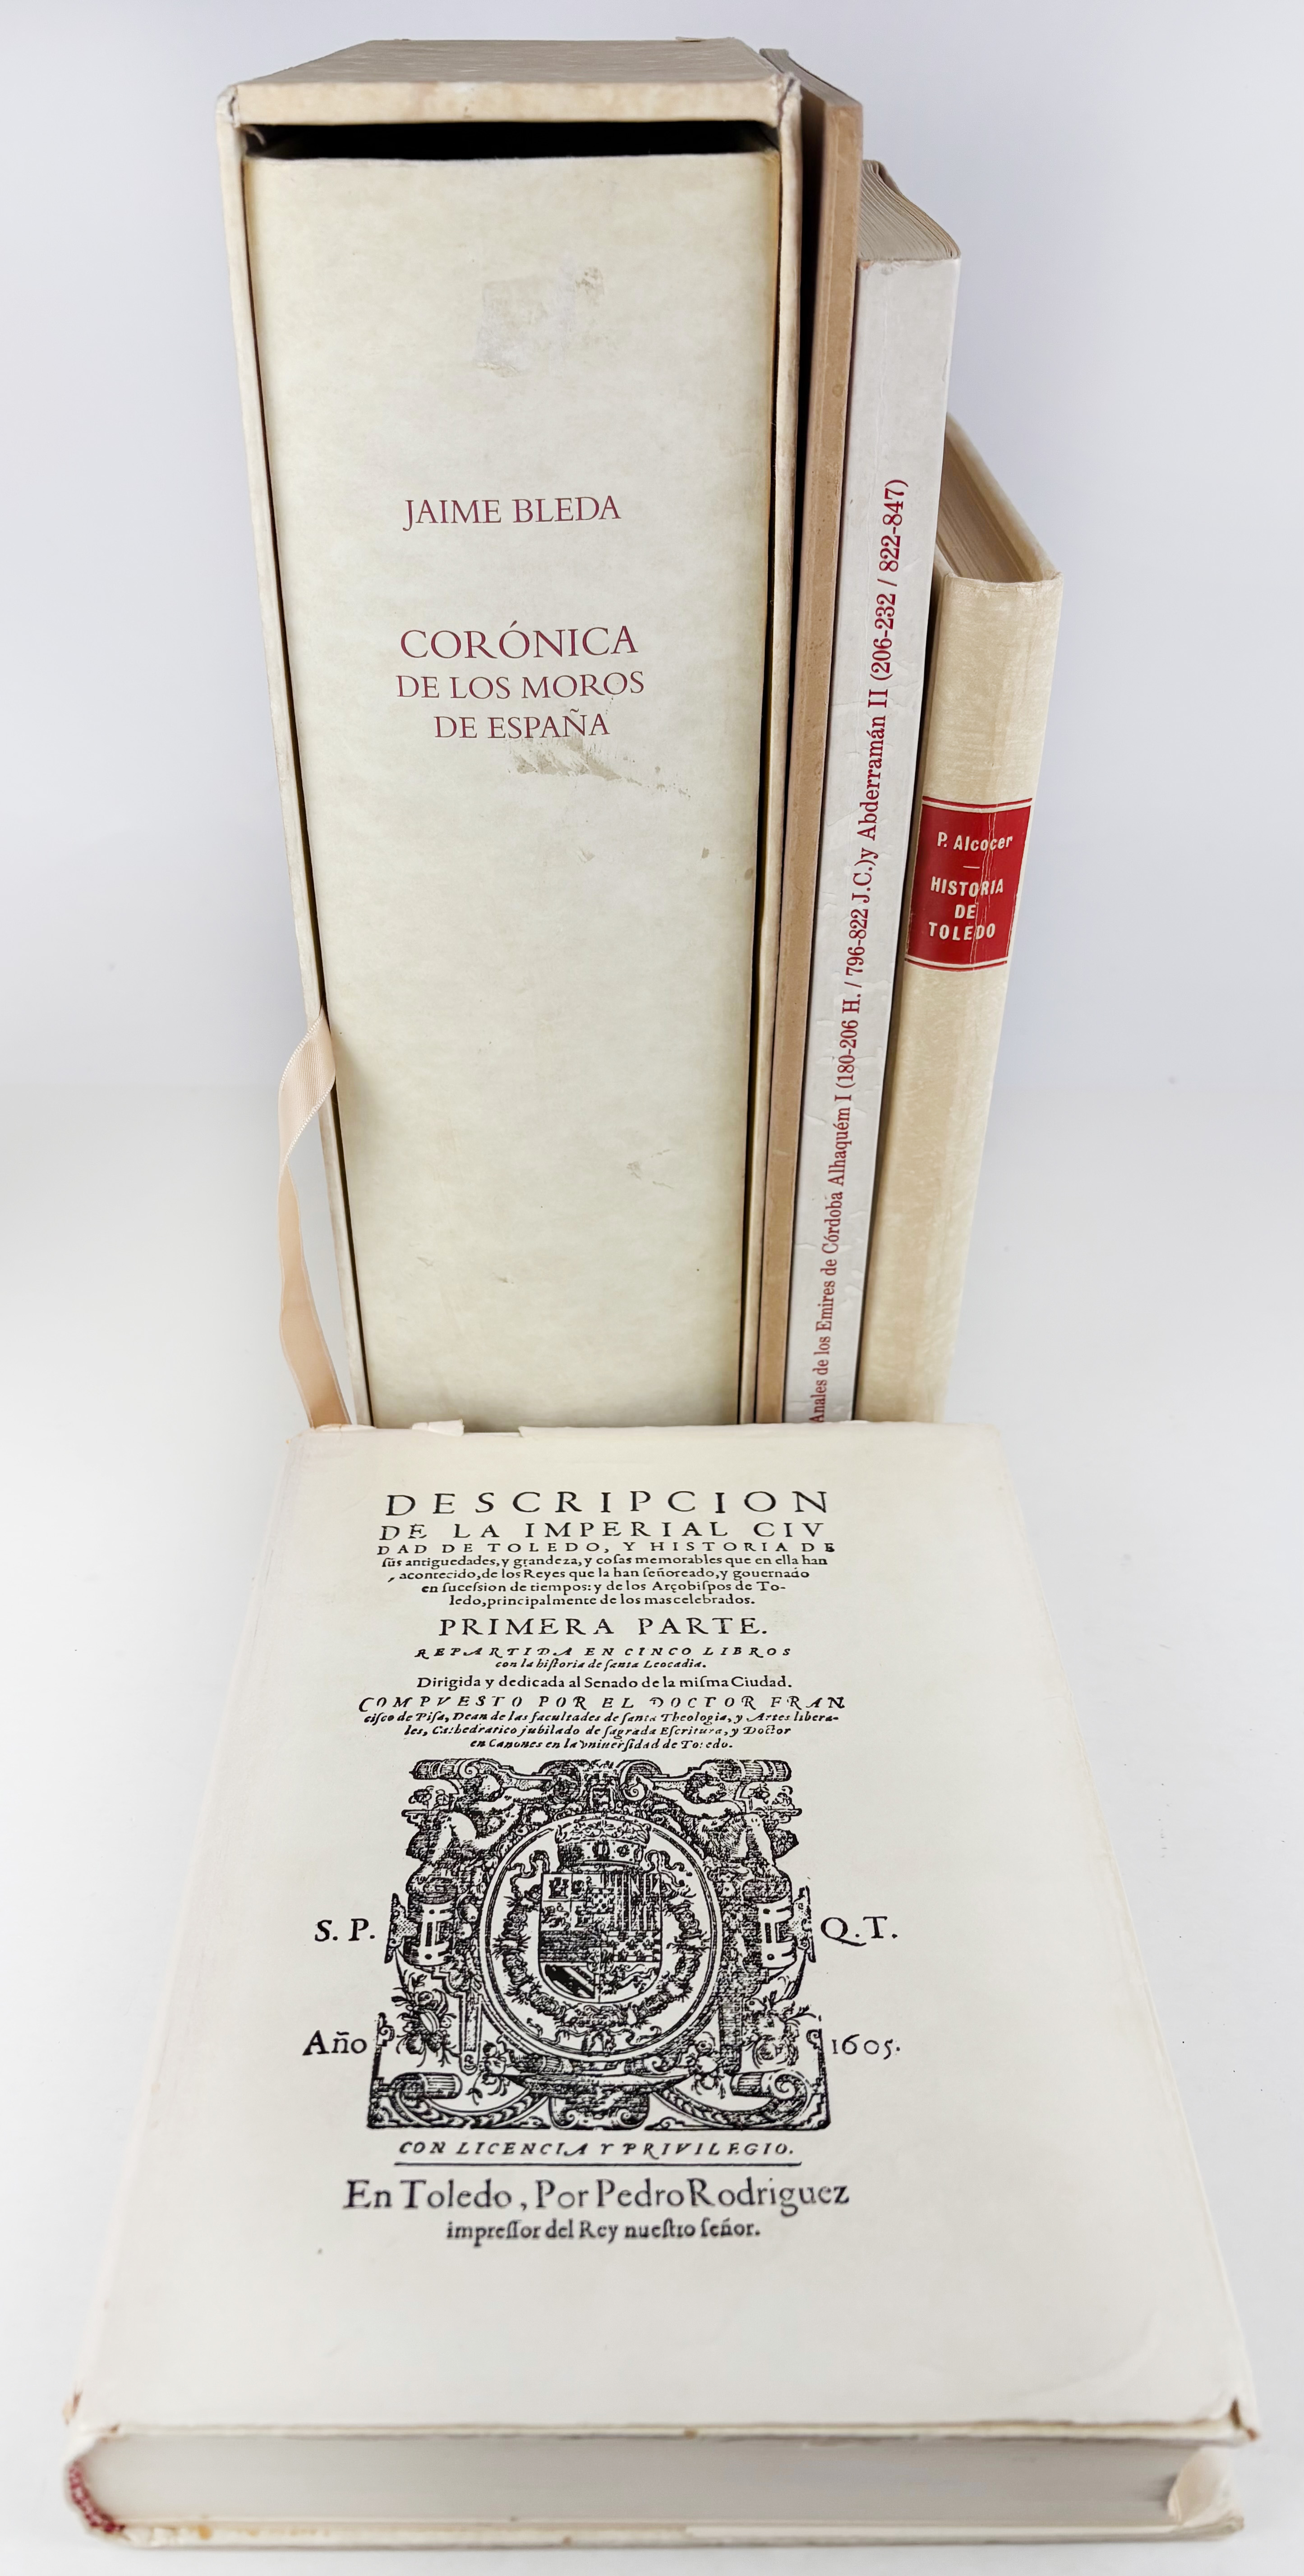 JAIME BLEDA
CORÓNICA
DE LOS MOROS
DE ESPAÑA
Anales de los Emires de Córdoba Alhaquém I (180-206 H. / 796-822 J.C.) y Abderramán II (206-232 / 822-847)
P. Alcocer
HISTORIA
DE
TOLEDO
DESCRIPCION
DE LA IMPERIAL CIV
DAD DE TOLEDO, Y HISTORIA DE
sus antiguedades, y grandeza, y cosas memorables que en ella han
acontecido, de los Reyes que la han señoreado, y gouernado
en sucession de tiempos: y de los Arçobispos de To-
ledo, principalmente de los mas celebrados.
PRIMERA PARTE.
REPARTIDA EN CINCO LIBROS
con la historia de santa Leocadia.
Dirigida y dedicada al Senado de la misma Ciudad.
COMPVESTO POR EL DOCTOR FRAN
cisco de Pisa, Dean de las facultades de santa Theologia, y Artes libera-
les, Cathedratico jubilado de sagrada Escritura, y Doctor
en Canones en la vniuersidad de Toledo.
S. P. Q. T.
Año 1605.
CON LICENCIA Y PRIVILEGIO.
En Toledo, Por Pedro Rodriguez
impressor del Rey nuestro señor.